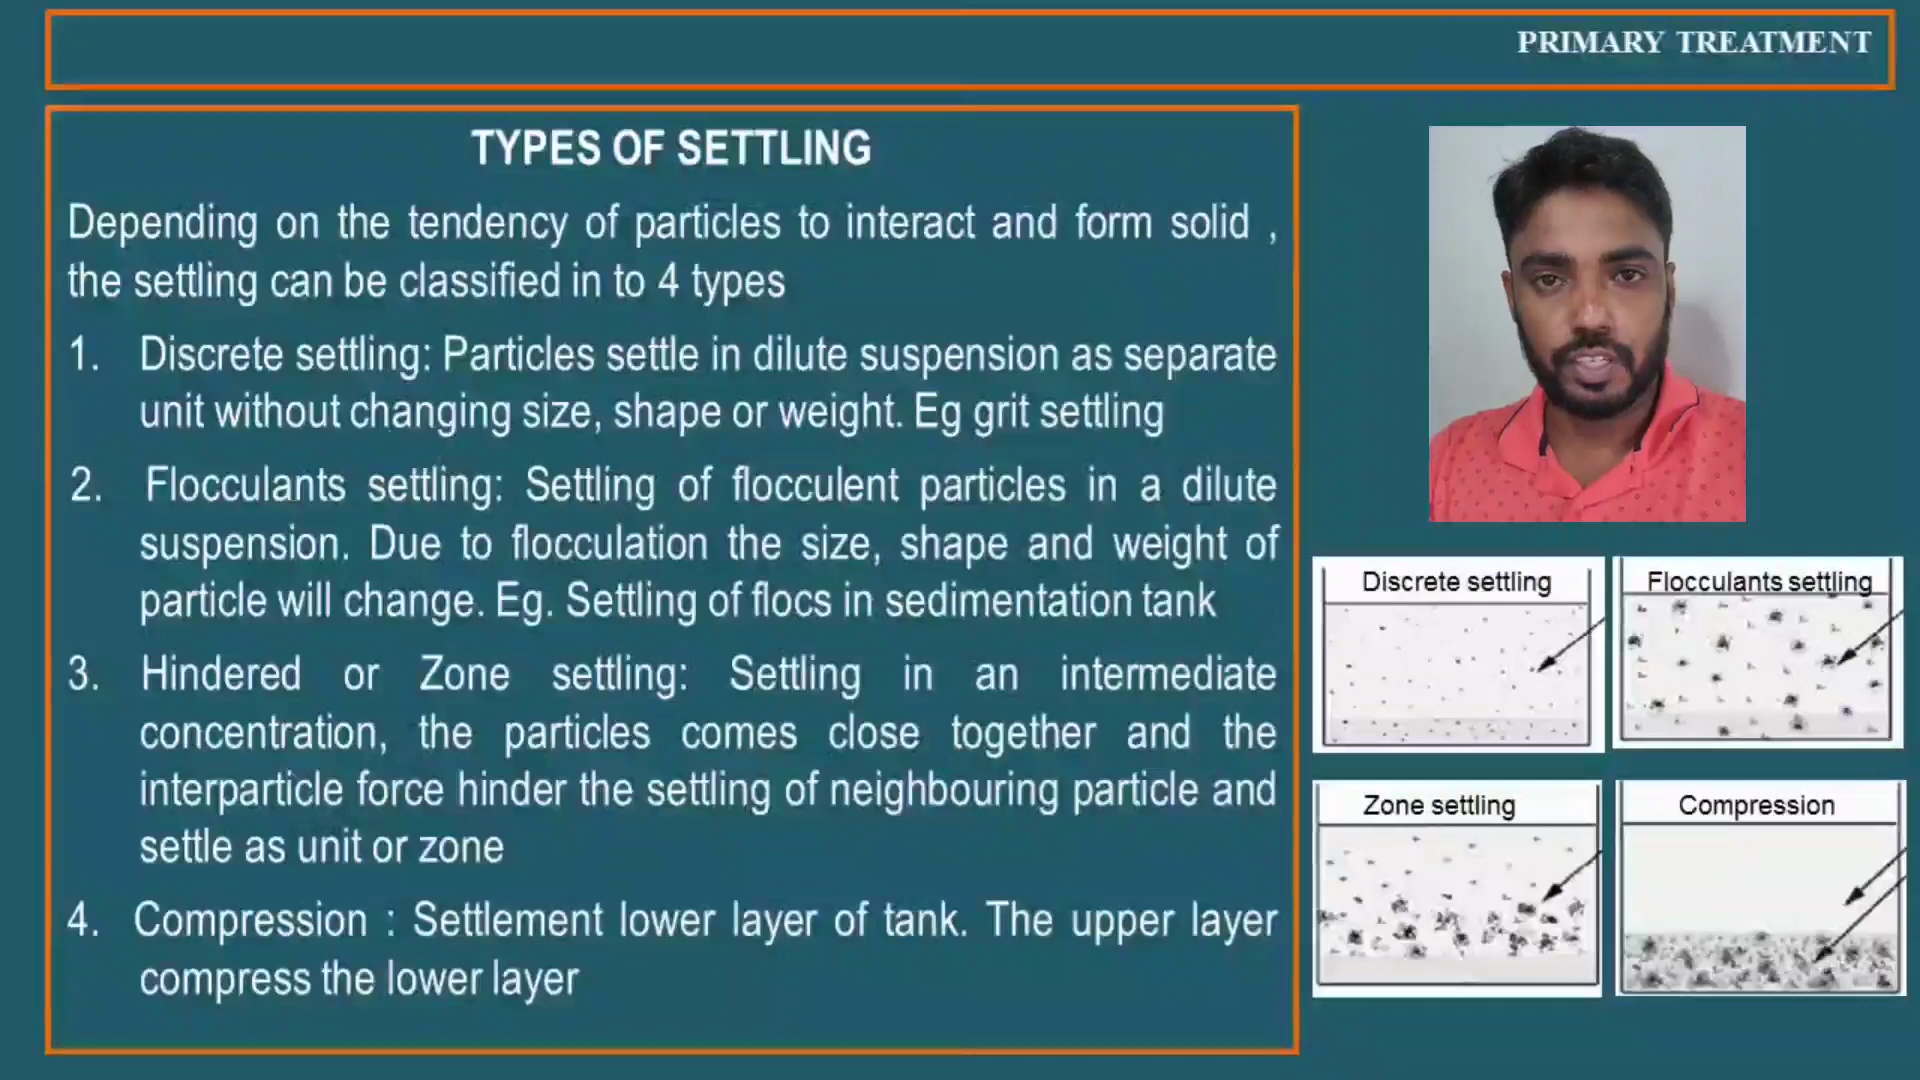 PRIMARY TREATMENT
TYPES OF SETTLING
Depending on the tendency of particles to interact and form solid ,
the settling can be classified in to 4 types
1. Discrete settling: Particles settle in dilute suspension as separate
unit without changing size, shape or weight. Eg grit settling
2. Flocculants settling: Settling of flocculent particles in a dilute
suspension. Due to flocculation the size, shape and weight of
particle will change. Eg. Settling of flocs in sedimentation tank
3. Hindered or Zone settling: Settling in an intermediate
concentration, the particles comes close together and the
interparticle force hinder the settling of neighbouring particle and
settle as unit or zone
4. Compression : Settlement lower layer of tank. The upper layer
compress the lower layer
Discrete settling
Flocculants settling
Zone settling
Compression